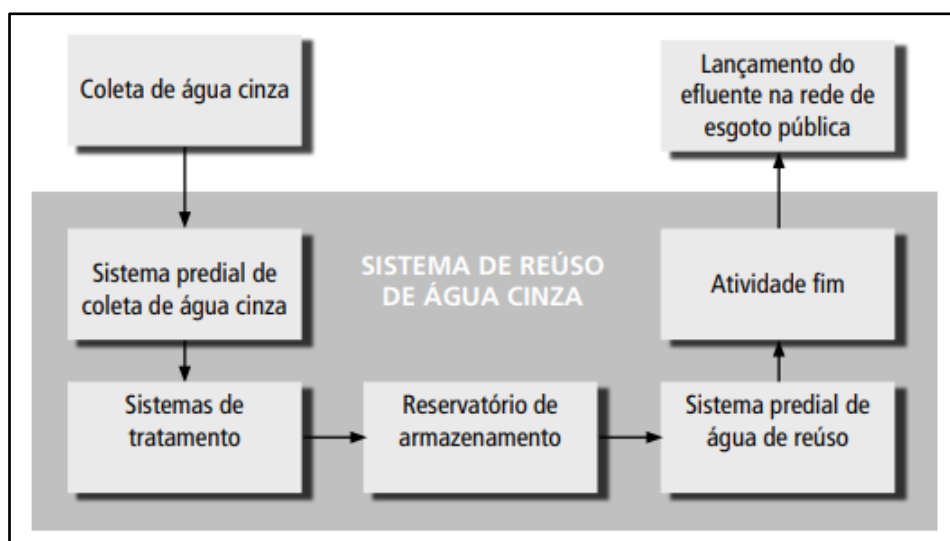 Coleta de água cinza
Lançamento do
efluente na rede de
esgoto pública
SISTEMA DE REÚSO
DE ÁGUA CINZA
Sistema predial de
coleta de água cinza
Atividade fim
Sistemas de
tratamento
Reservatório de
armazenamento
Sistema predial de
água de reúso